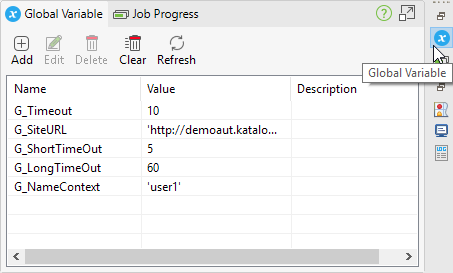 Global Variable Job Progress
Add Edit Delete Clear Refresh
Global Variable
Name Value Description
G_Timeout 10
G_SiteURL 'http://demoaut.katalo...
G_ShortTimeOut 5
G_LongTimeOut 60
G_NameContext 'user1'